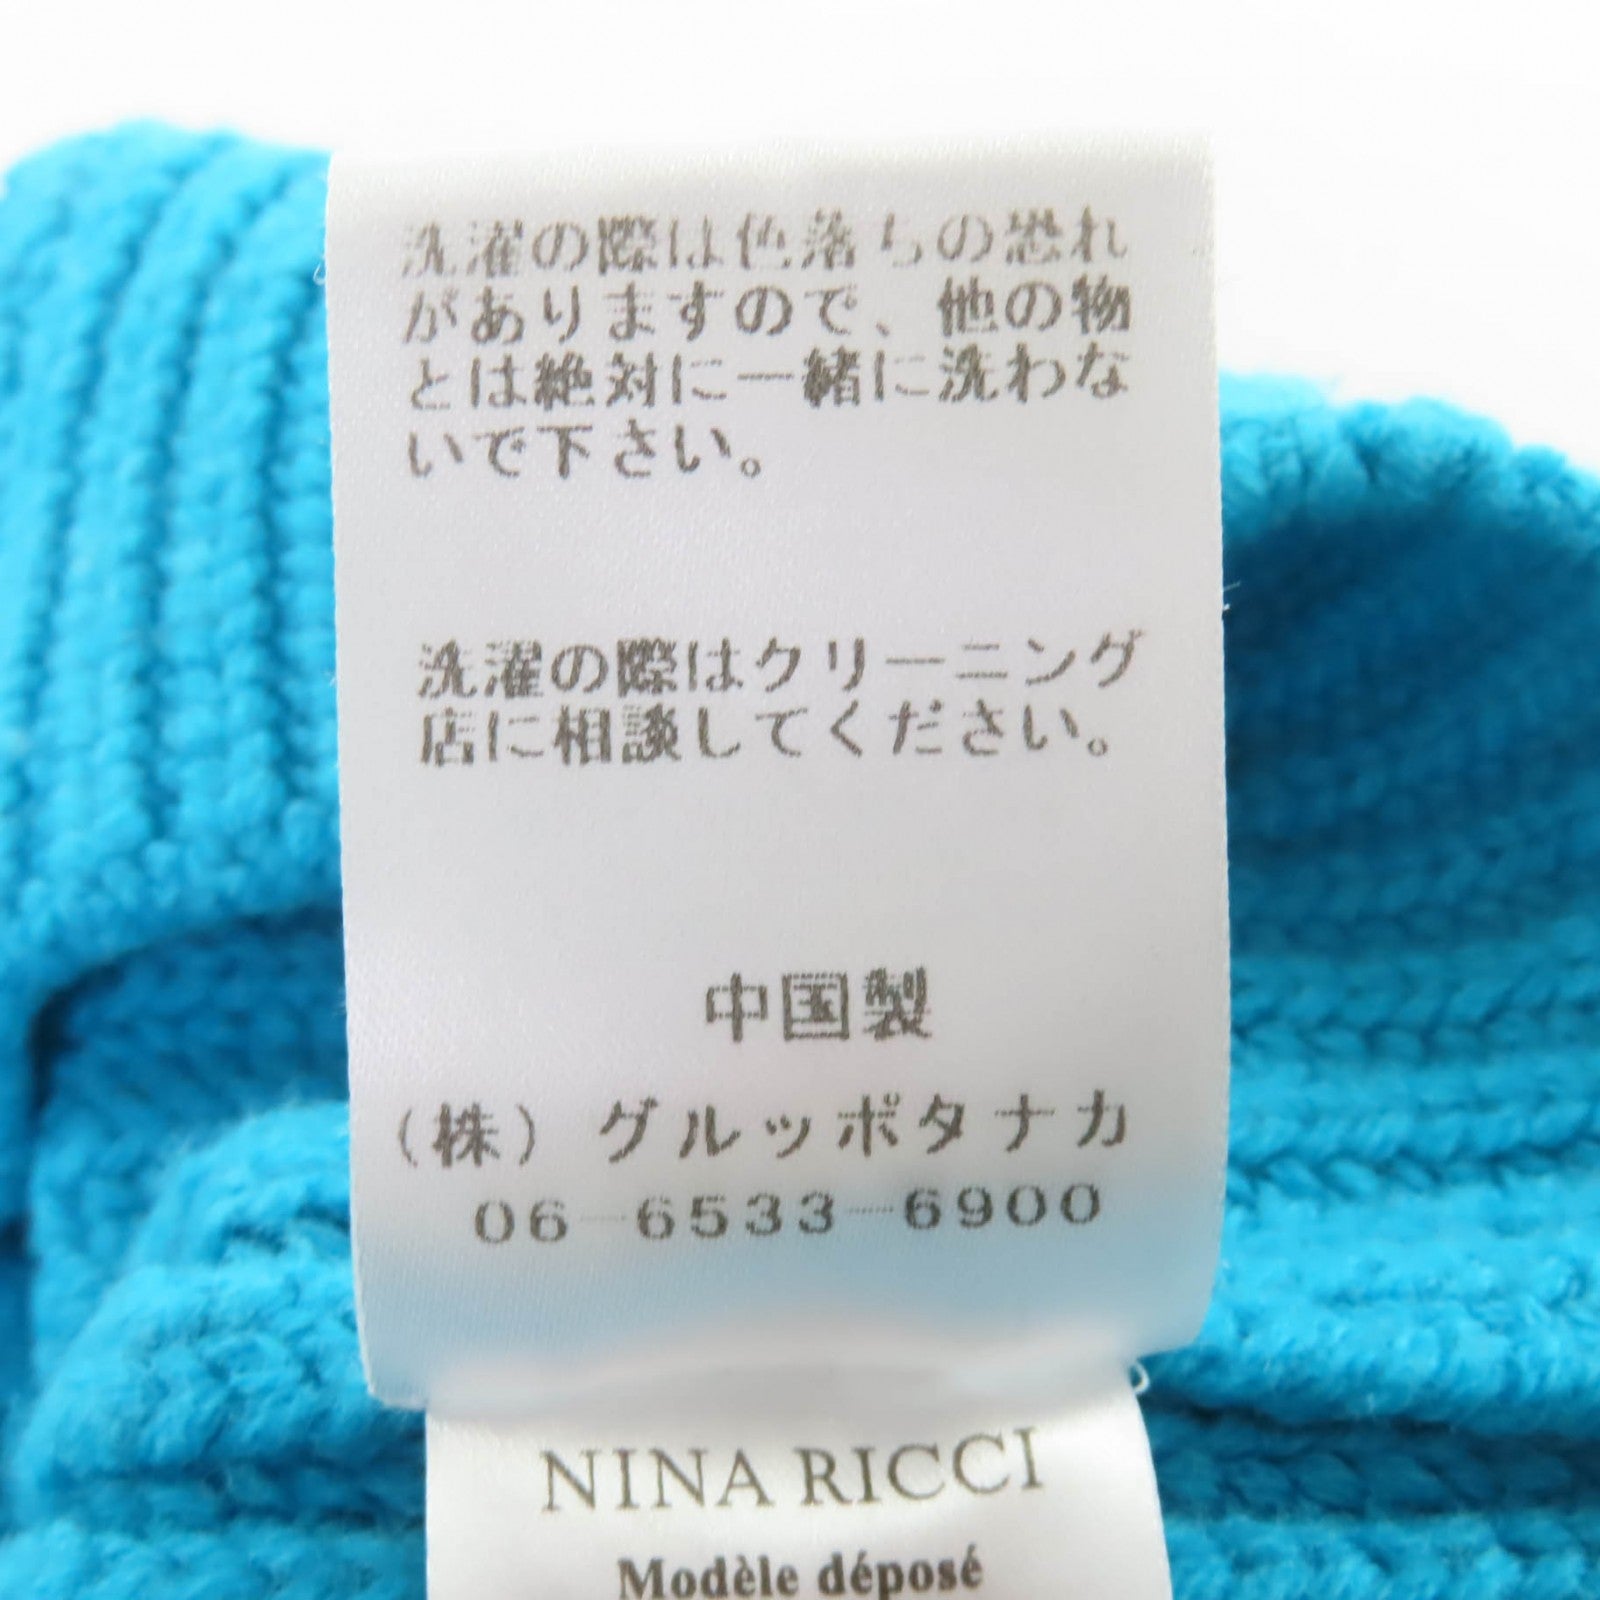 洗濯の際は色落ちの恐れ
がありますので、他の物
とは絶対に一緒に洗わな
いで下さい。
洗濯の際はクリーニング
店に相談してください。
中国製
(株)グルッポタナカ
06-6533-6900
NINA RICCI
Modèle déposé